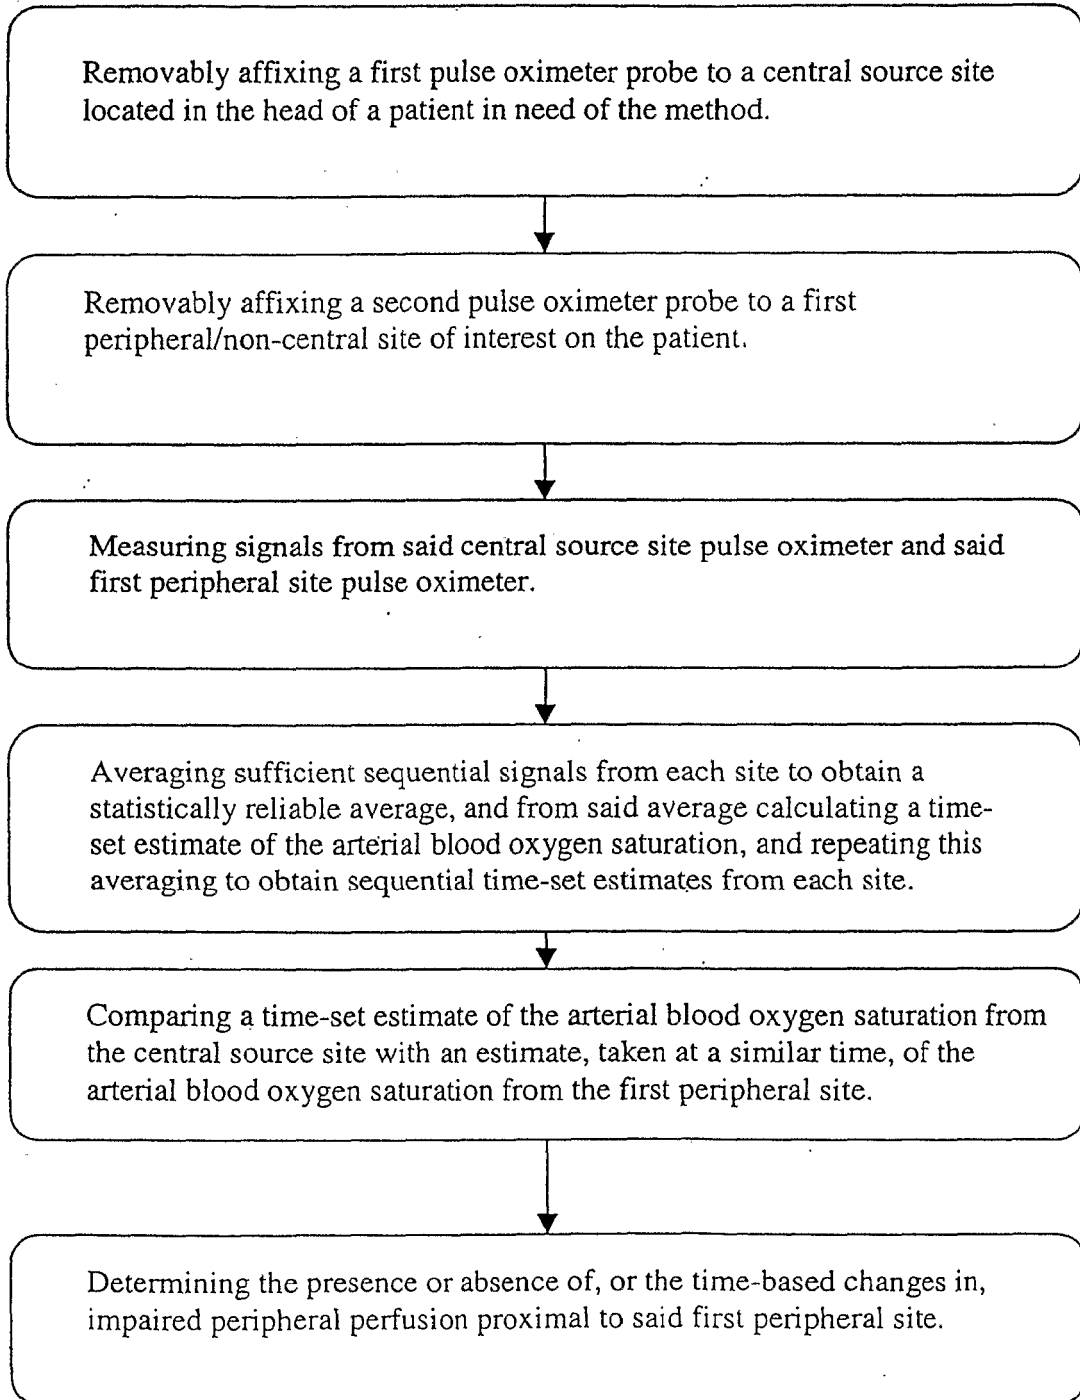 Removably affixing a first pulse oximeter probe to a central source site
located in the head of a patient in need of the method.
Removably affixing a second pulse oximeter probe to a first
peripheral/non-central site of interest on the patient.
Measuring signals from said central source site pulse oximeter and said
first peripheral site pulse oximeter.
Averaging sufficient sequential signals from each site to obtain a
statistically reliable average, and from said average calculating a time-
set estimate of the arterial blood oxygen saturation, and repeating this
averaging to obtain sequential time-set estimates from each site.
Comparing a time-set estimate of the arterial blood oxygen saturation from
the central source site with an estimate, taken at a similar time, of the
arterial blood oxygen saturation from the first peripheral site.
Determining the presence or absence of, or the time-based changes in,
impaired peripheral perfusion proximal to said first peripheral site.